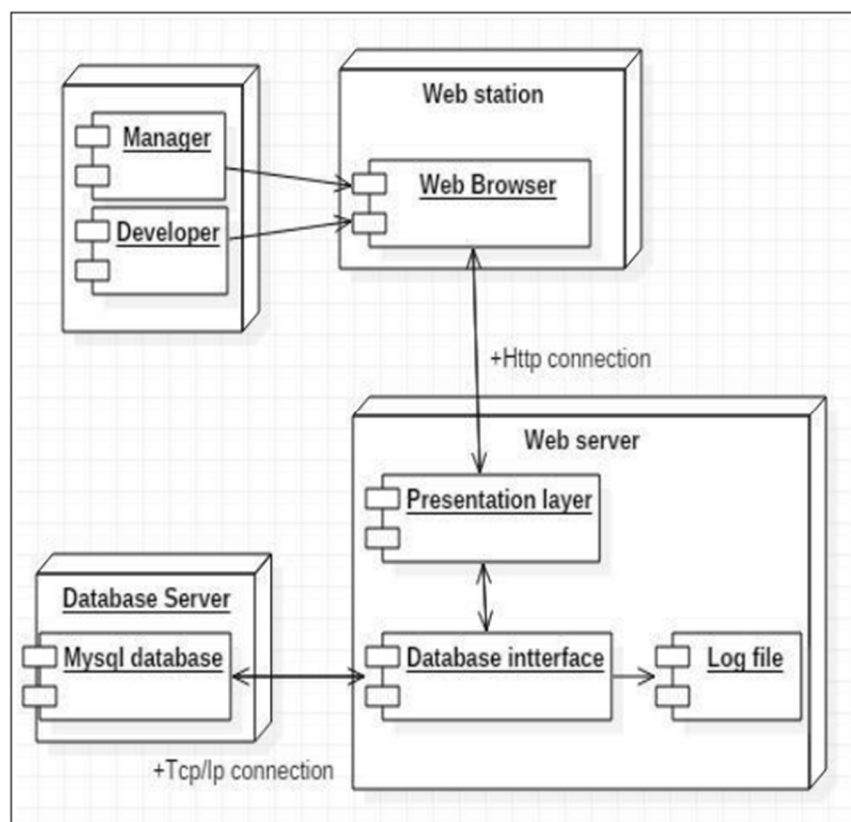 Manager
Developer
Web station
Web Browser
+Http connection
Web server
Presentation layer
Database Server
Mysql database
Database intterface
Log file
+Tcp/Ip connection